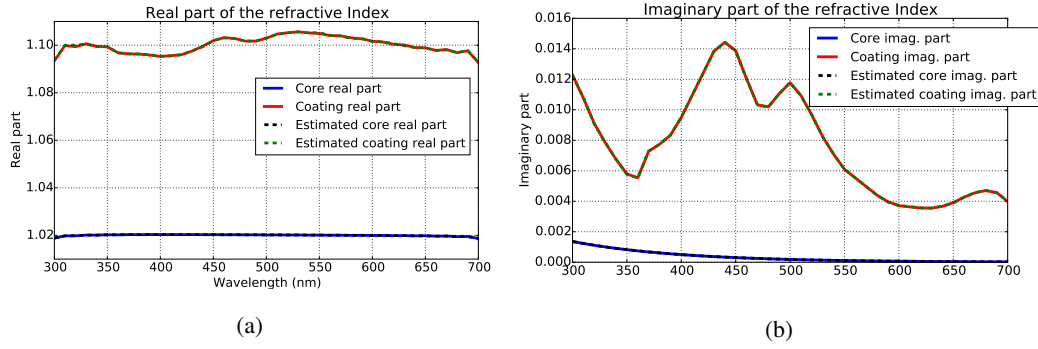 Real part of the refractive Index
1.10
1.08
1.06
1.04
1.02
Real part
Core real part
Coating real part
Estimated core real part
Estimated coating real part
300 350 400 450 500 550 600 650 700
Wavelength (nm)
(a)
Imaginary part of the refractive Index
0.016
0.014
0.012
0.010
0.008
0.006
0.004
0.002
0.000
Imaginary part
Core imag. part
Coating imag. part
Estimated core imag. part
Estimated coating imag. part
300 350 400 450 500 550 600 650 700
(b)